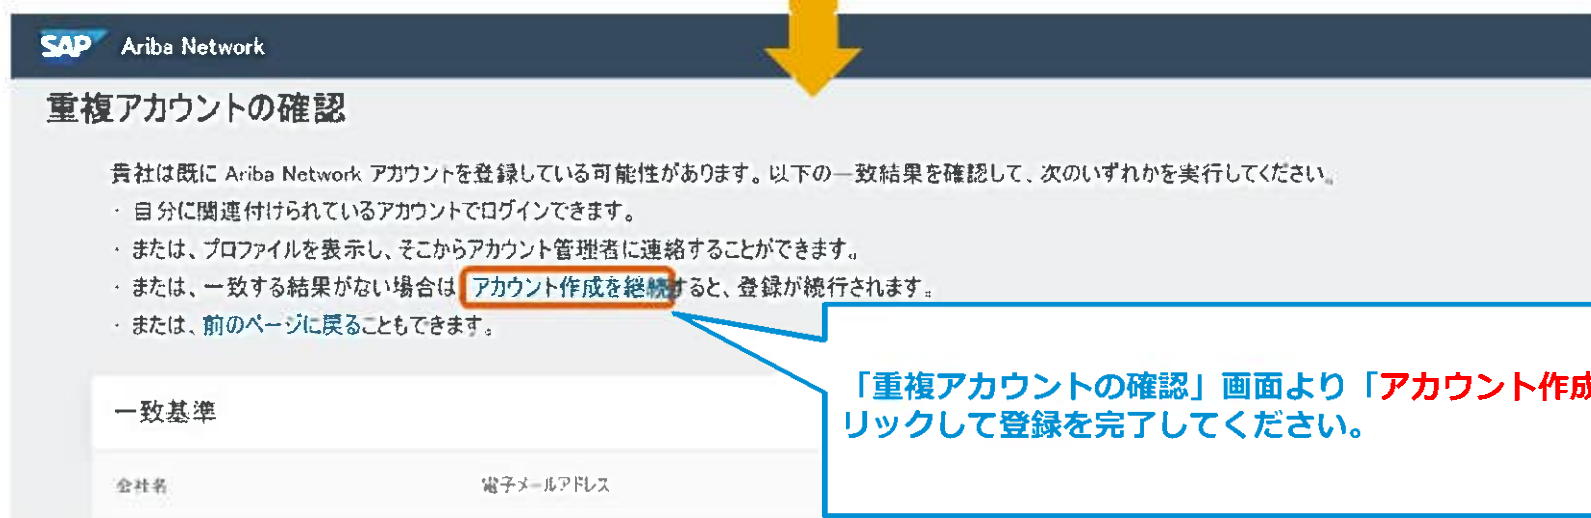 SAP Ariba Network
重複アカウントの確認
貴社は既に Ariba Network アカウントを登録している可能性があります。以下の一致結果を確認して、次のいずれかを実行してください。
· 自分に関連付けられているアカウントでログインできます。
· または、プロファイルを表示し、そこからアカウント管理者に連絡することができます。
· または、一致する結果がない場合は アカウント作成を継続すると、登録が続行されます。
· または、前のページに戻ることもできます。
「重複アカウントの確認」画面より「アカウント作成
リックして登録を完了してください。
一致基準
会社名 電子メールアドレス